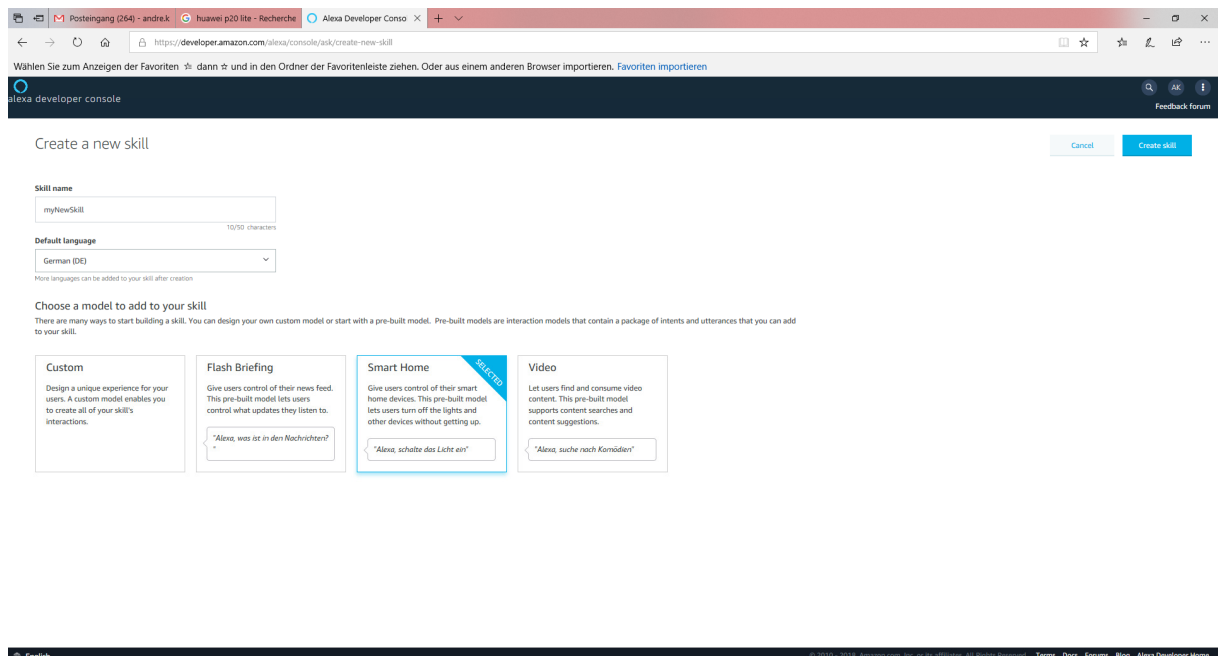 Posteingang (264) - andre.k
huawei p20 lite - Recherche
Alexa Developer Conso
https://developer.amazon.com/alexa/console/ask/create-new-skill
Wählen Sie zum Anzeigen der Favoriten dann ☆ und in den Ordner der Favoritenleiste ziehen. Oder aus einem anderen Browser importieren. Favoriten importieren
alexa developer console
AK
Feedback forum
Create a new skill
Cancel
Create skill
Skill name
myNewSkill
10/50 characters
Default language
German (DE)
More languages can be added to your skill after creation
Choose a model to add to your skill
There are many ways to start building a skill. You can design your own custom model or start with a pre-built model. Pre-built models are interaction models that contain a package of intents and utterances that you can add
to your skill.
Custom
Design a unique experience for your
users. A custom model enables you
to create all of your skill's
interactions.
Flash Briefing
Give users control of their news feed.
This pre-built model lets users
control what updates they listen to.
"Alexa, was ist in den Nachrichten?
"
Smart Home
SELECTED
Give users control of their smart
home devices. This pre-built model
lets users turn off the lights and
other devices without getting up.
"Alexa, schalte das Licht ein"
Video
Let users find and consume video
content. This pre-built model
supports content searches and
content suggestions.
"Alexa, suche nach Komödien"
English
© 2010 - 2018, Amazon.com, Inc. or its affiliates. All Rights Reserved. Terms Docs Forums Blog Alexa Developer Home